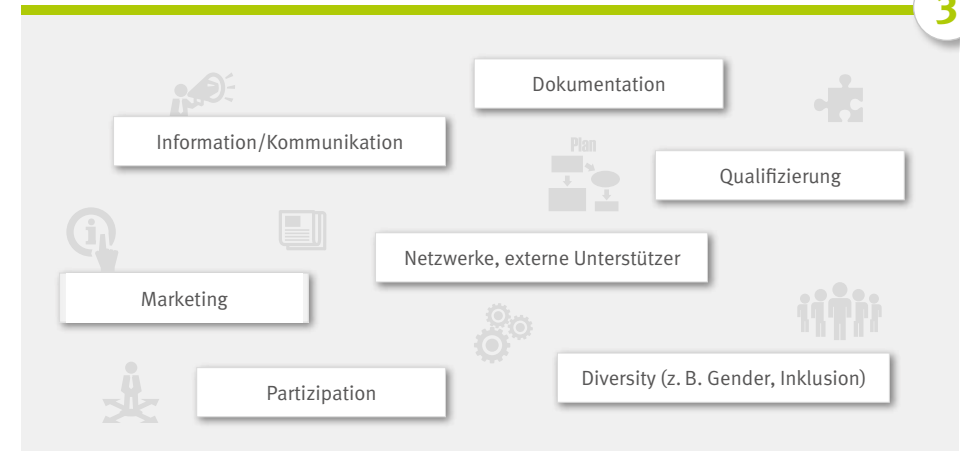 3
Dokumentation
Information/Kommunikation
Plan
Qualifizierung
Netzwerke, externe Unterstützer
Marketing
Diversity (z. B. Gender, Inklusion)
Partizipation